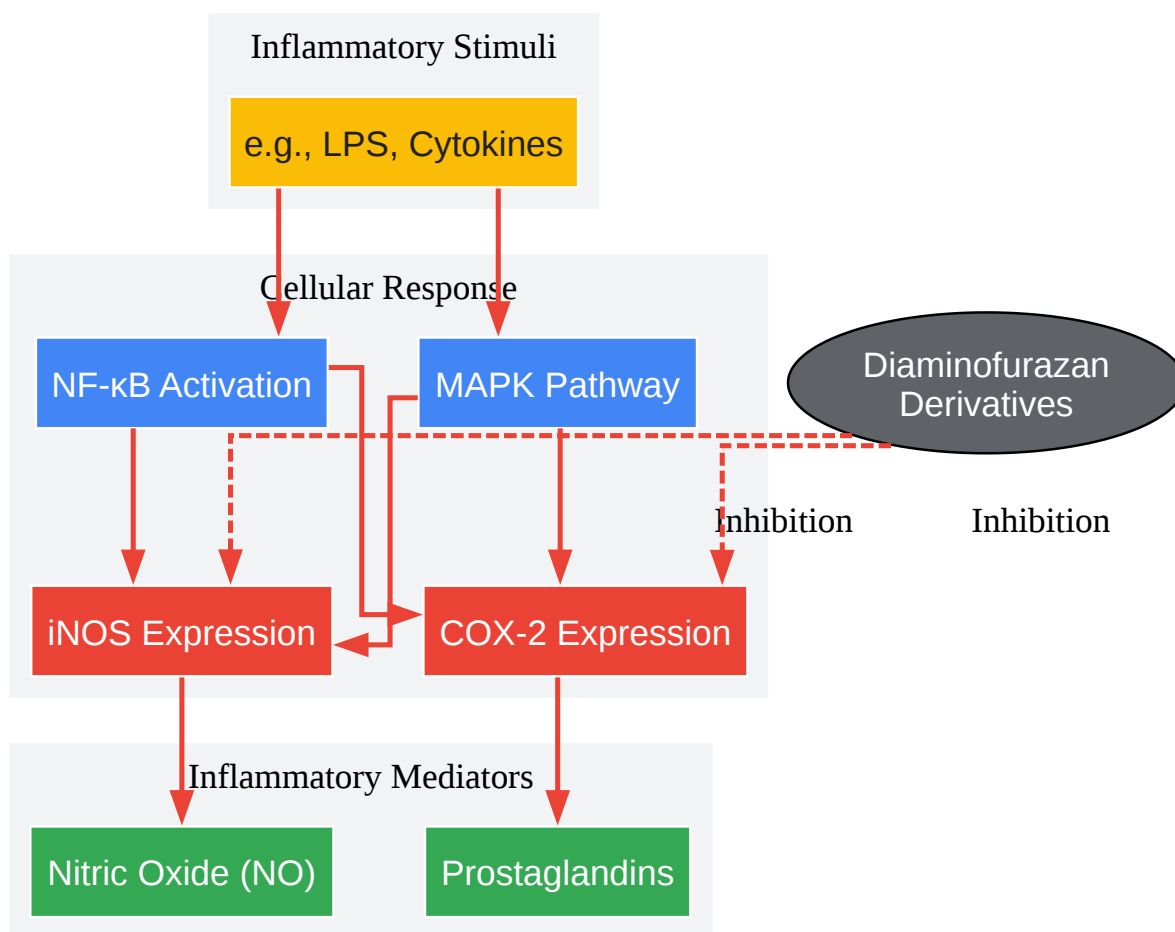 Inflammatory Stimuli
e.g., LPS, Cytokines
Cellular Response
NF-κB Activation
MAPK Pathway
Diaminofurazan
Derivatives
Inhibition
Inhibition
iNOS Expression
COX-2 Expression
Inflammatory Mediators
Nitric Oxide (NO)
Prostaglandins